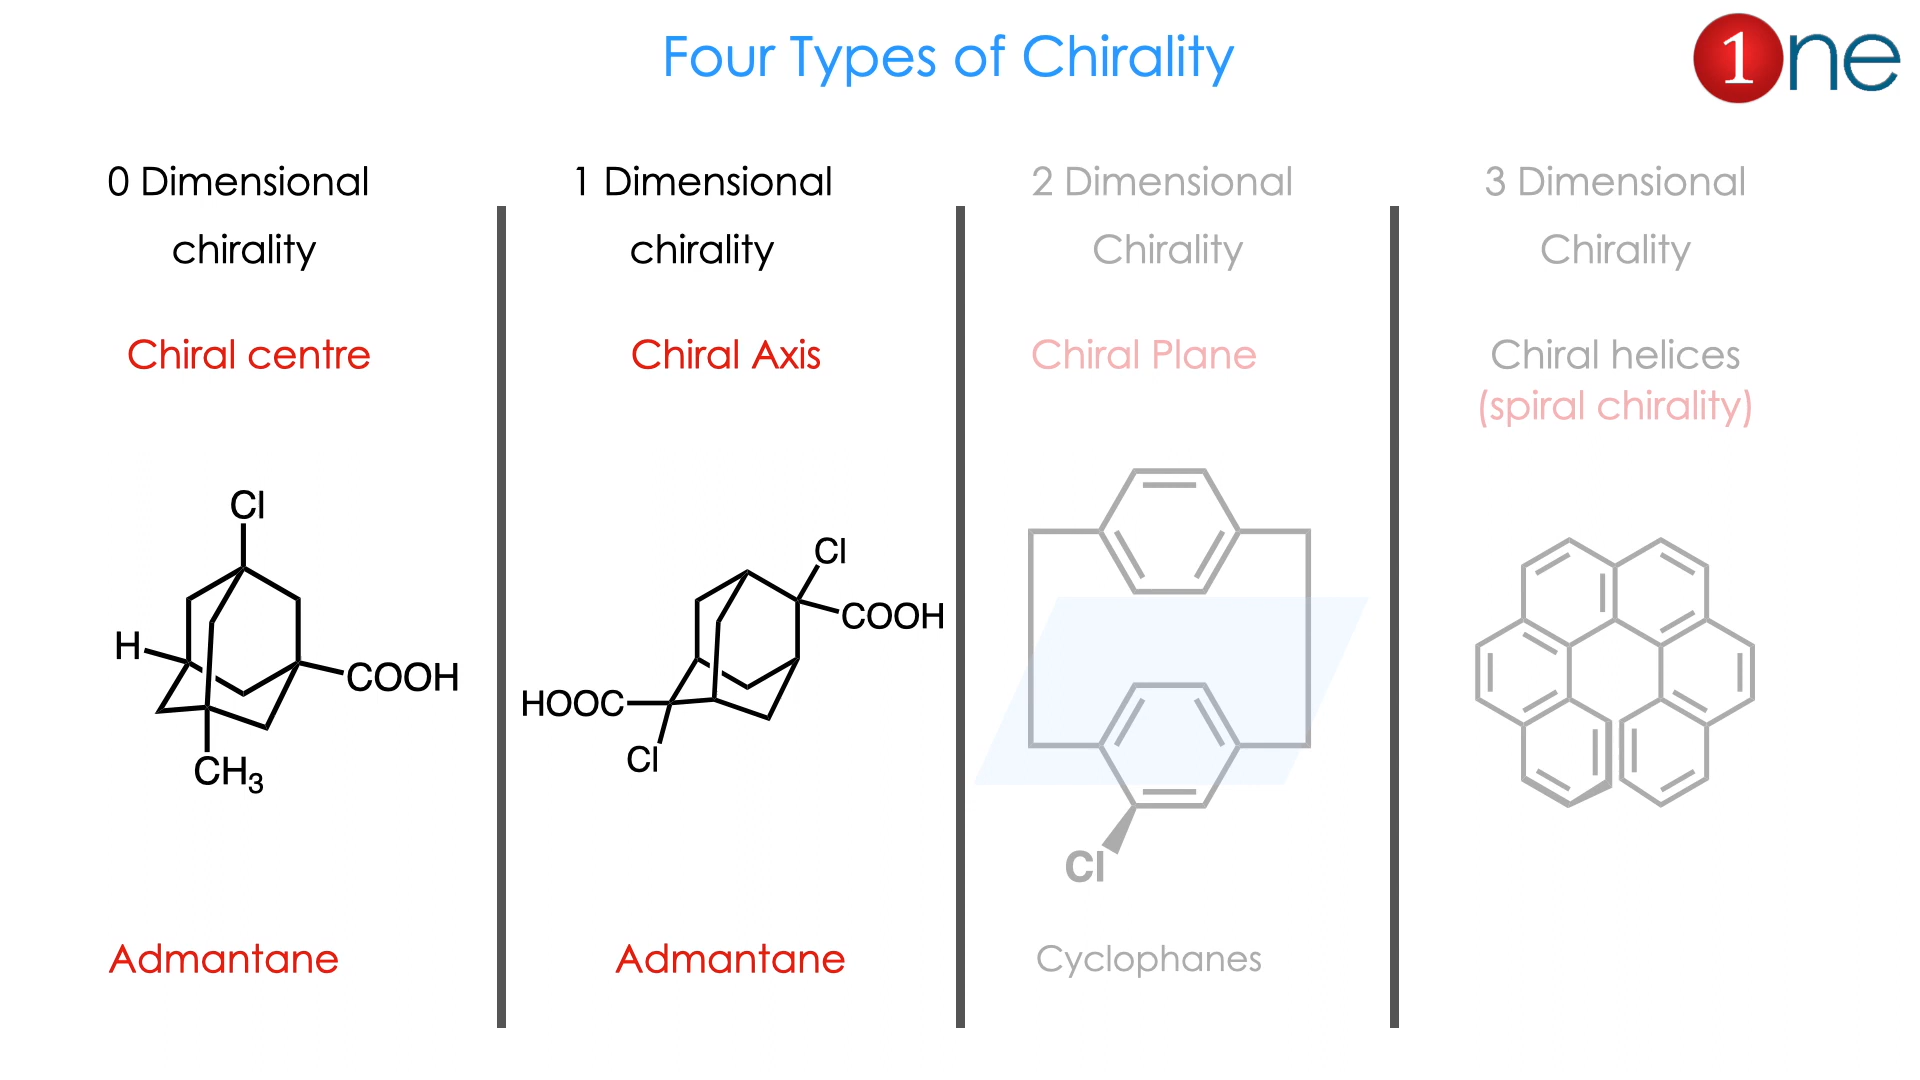 Four Types of Chirality
1ne
0 Dimensional
chirality
Chiral centre
Cl
H
COOH
CH3
Admantane
1 Dimensional
chirality
Chiral Axis
Cl
COOH
HOOC
Cl
Admantane
2 Dimensional
Chirality
Chiral Plane
Cl
Cyclophanes
3 Dimensional
Chirality
Chiral helices
(spiral chirality)